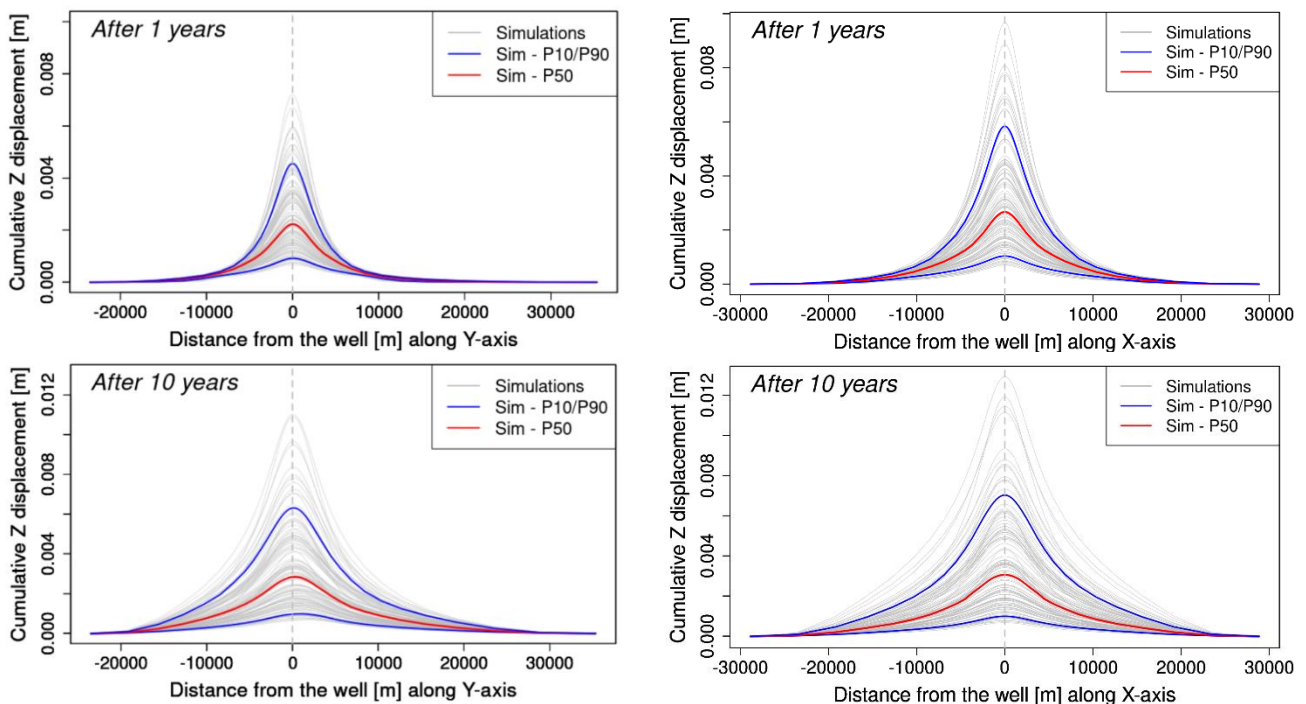 After 1 years
Simulations
Sim - P10/P90
Sim - P50
Cumulative Z displacement [m]
0.008
0.004
0.000
-20000 -10000 0 10000 20000 30000
Distance from the well [m] along Y-axis
After 1 years
Simulations
Sim - P10/P90
Sim - P50
Cumulative Z displacement [m]
0.008
0.004
0.000
-30000 -20000 -10000 0 10000 20000 30000
Distance from the well [m] along X-axis
After 10 years
Simulations
Sim - P10/P90
Sim - P50
Cumulative Z displacement [m]
0.012
0.008
0.004
0.000
-20000 -10000 0 10000 20000 30000
Distance from the well [m] along Y-axis
After 10 years
Simulations
Sim - P10/P90
Sim - P50
Cumulative Z displacement [m]
0.012
0.008
0.004
0.000
-30000 -20000 -10000 0 10000 20000 30000
Distance from the well [m] along X-axis